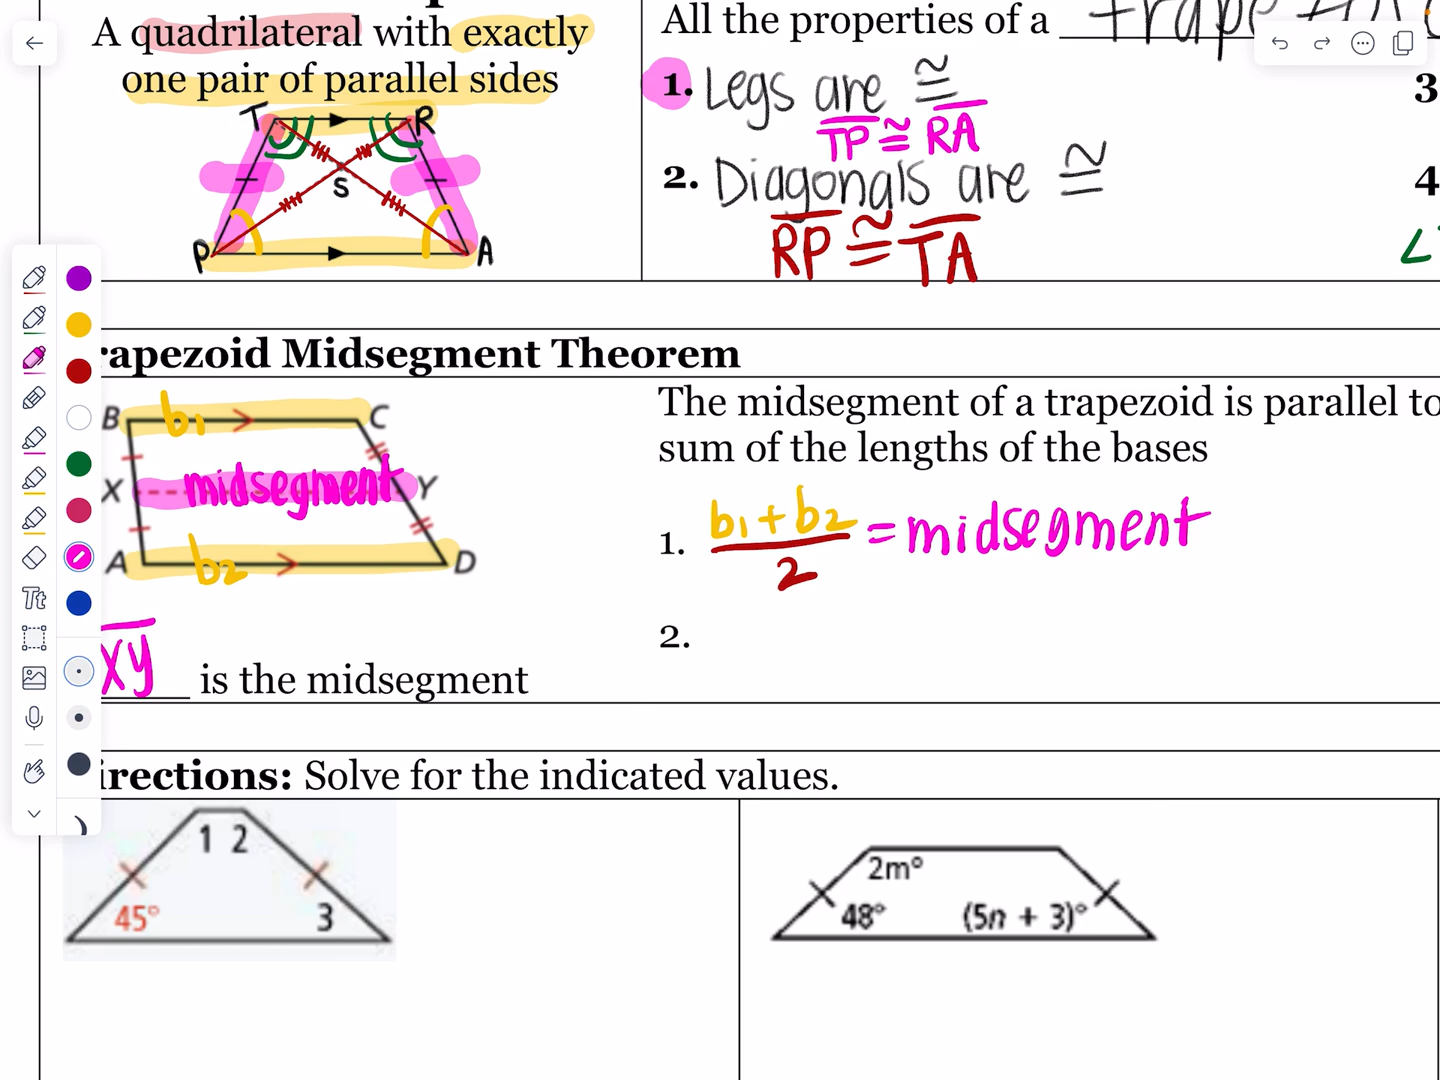 A quadrilateral with exactly
one pair of parallel sides
T R
S
P A
All the properties of a
1. Legs are ≅
TP ≅ RA
2. Diagonals are ≅
RP ≅ TA
3
4
∠
rapezoid Midsegment Theorem
B b₁ C
X midsegment Y
A b₂ D
XY is the midsegment
The midsegment of a trapezoid is parallel to
sum of the lengths of the bases
1. b₁ + b₂ / 2 = midsegment
2.
Tt
irections: Solve for the indicated values.
1 2
45° 3
2m°
48° (5n + 3)°